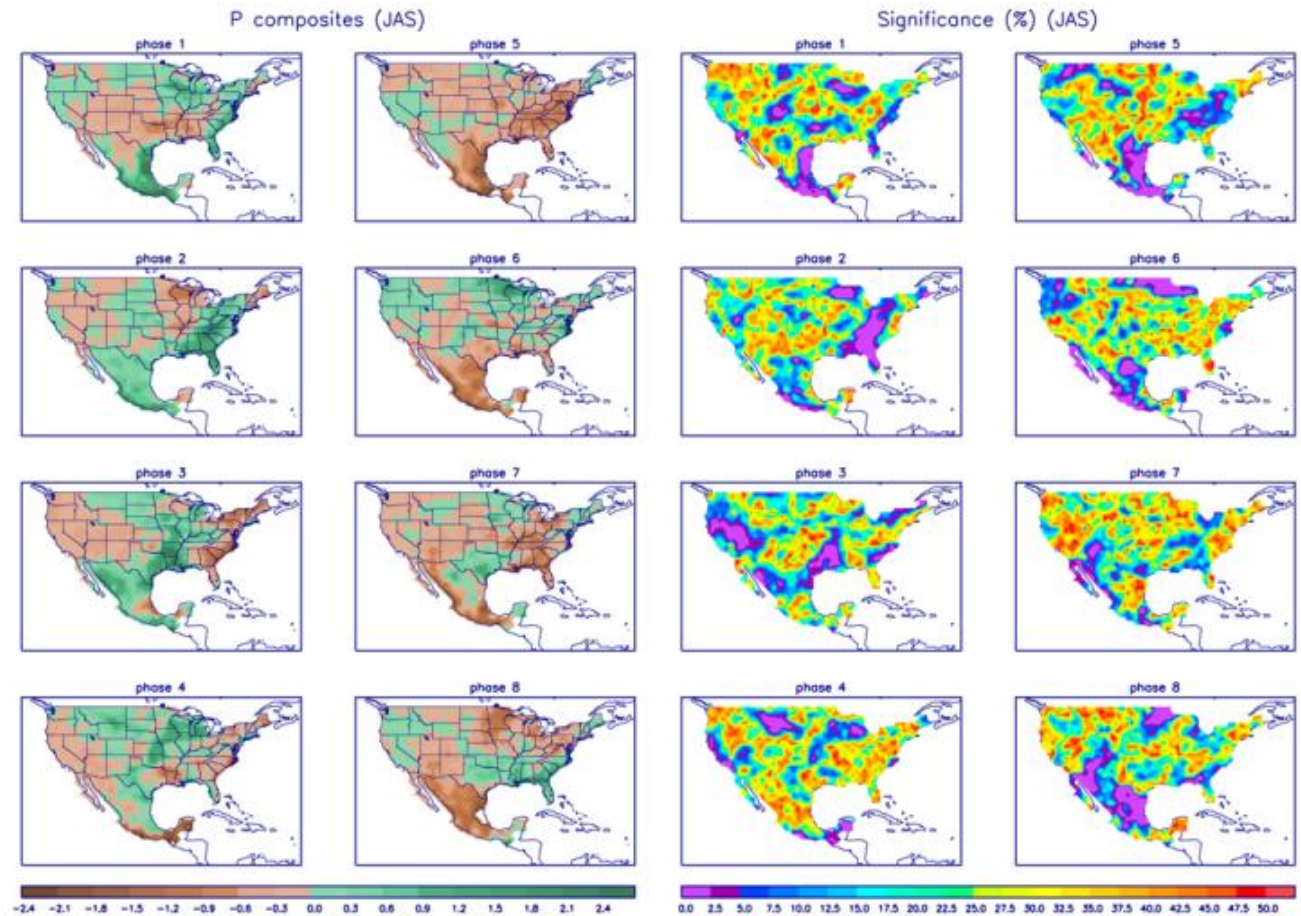 P composites (JAS)
Significance (%) (JAS)
phase 1
phase 5
phase 1
phase 5
phase 2
phase 6
phase 2
phase 6
phase 3
phase 7
phase 3
phase 7
phase 4
phase 8
phase 4
phase 8
−2.4 −2.1 −1.8 −1.5 −1.2 −0.9 −0.6 −0.3 0.0 0.3 0.6 0.9 1.2 1.5 1.8 2.1 2.4
0.0 2.5 5.0 7.5 10.0 12.5 15.0 17.5 20.0 22.5 25.0 27.5 30.0 32.5 35.0 37.5 40.0 42.5 45.0 47.5 50.0